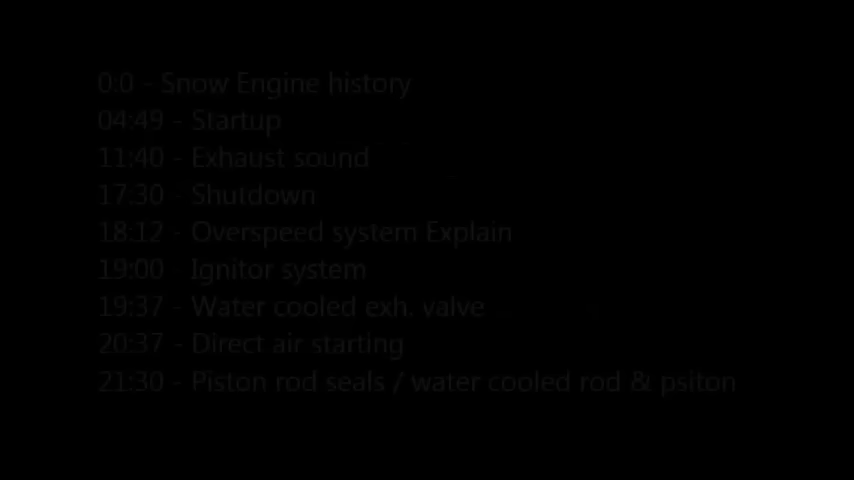 0:0 - Snow Engine history
04:49 - Startup
11:40 - Exhaust sound
17:30 - Shutdown
18:12 - Overspeed system Explain
19:00 - Ignitor system
19:37 - Water cooled exh. valve
20:37 - Direct air starting
21:30 - Piston rod seals / water cooled rod & psiton